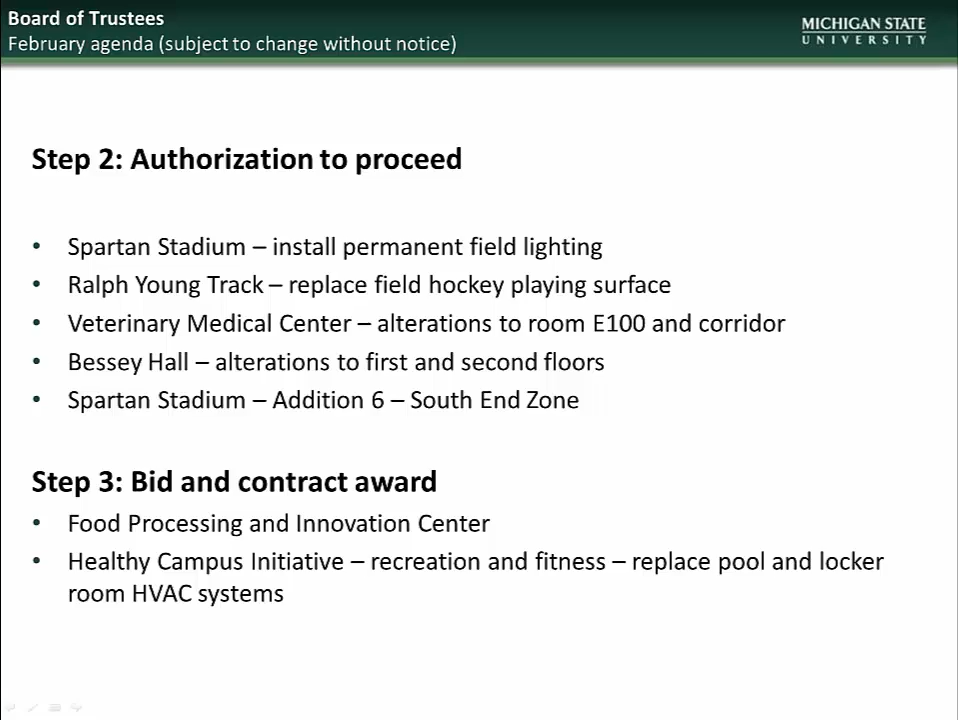 Board of Trustees
February agenda (subject to change without notice)
MICHIGAN STATE
UNIVERSITY
Step 2: Authorization to proceed
• Spartan Stadium – install permanent field lighting
• Ralph Young Track – replace field hockey playing surface
• Veterinary Medical Center – alterations to room E100 and corridor
• Bessey Hall – alterations to first and second floors
• Spartan Stadium – Addition 6 – South End Zone
Step 3: Bid and contract award
• Food Processing and Innovation Center
• Healthy Campus Initiative – recreation and fitness – replace pool and locker
room HVAC systems